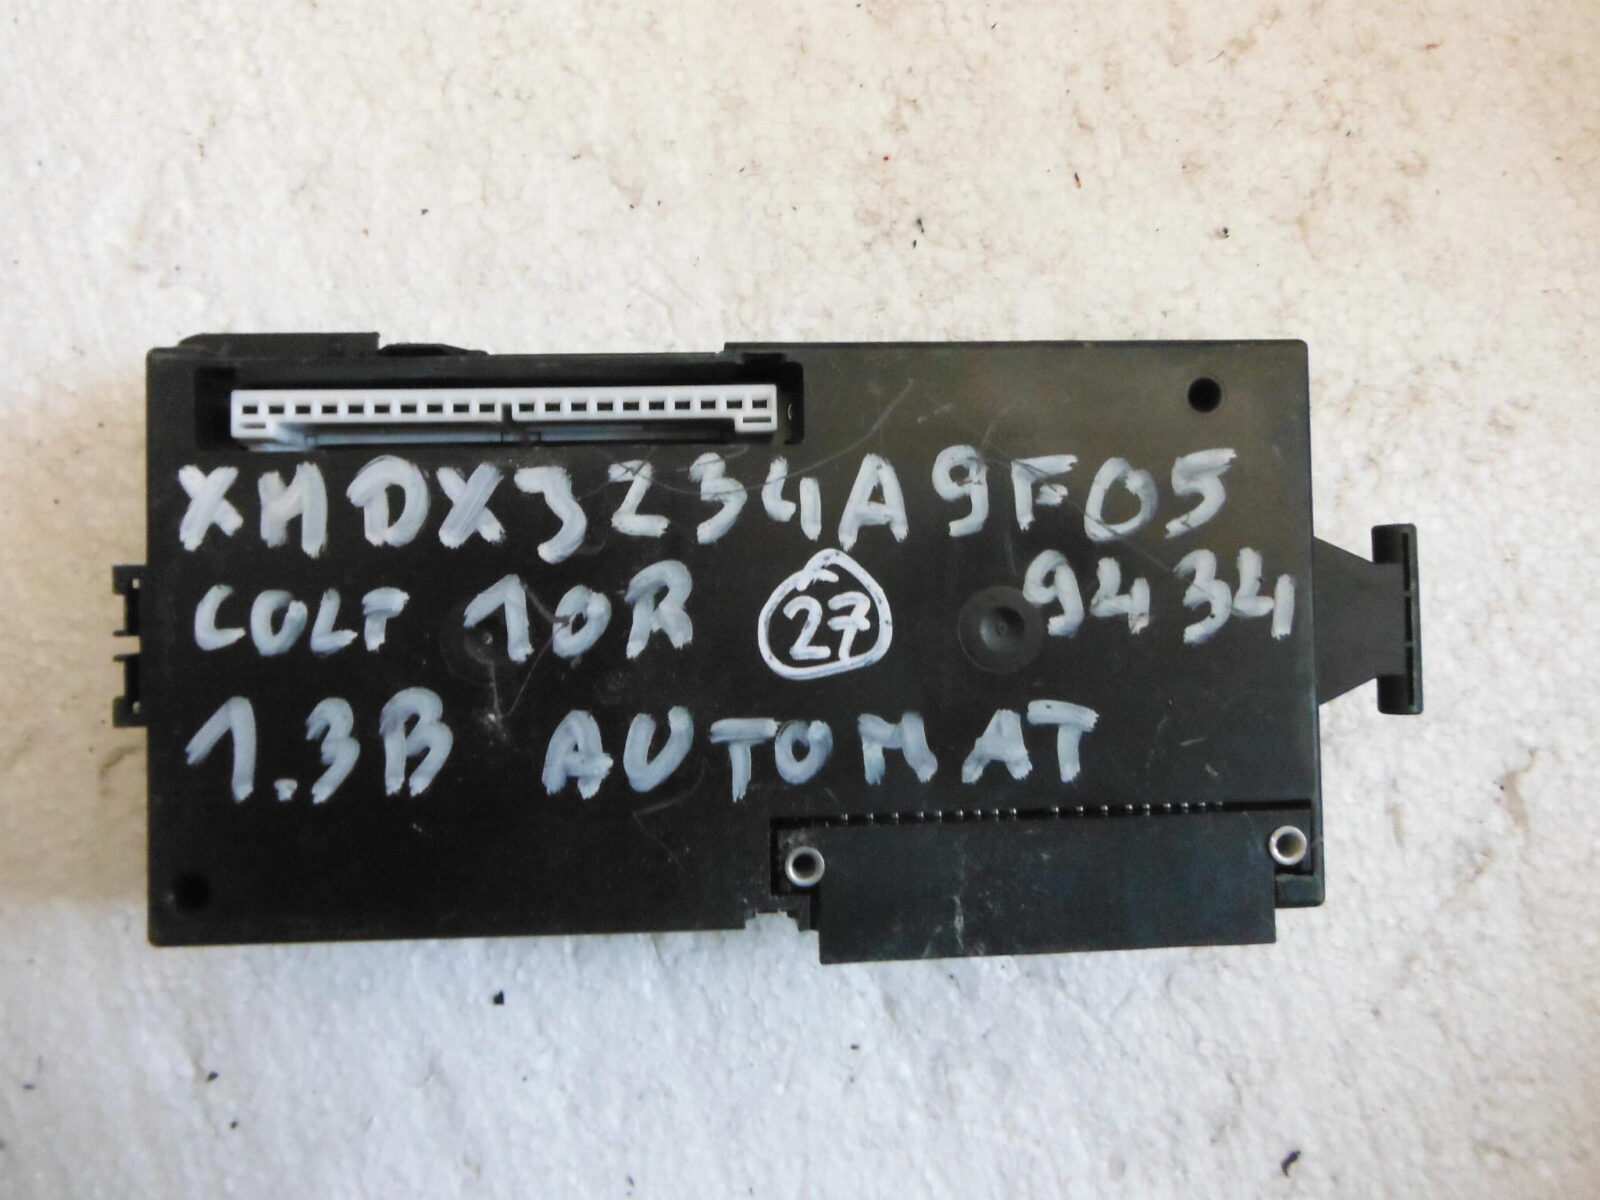 XMDX3234A9F05
COLT 10R 27 9434
1.3B AUTOMAT